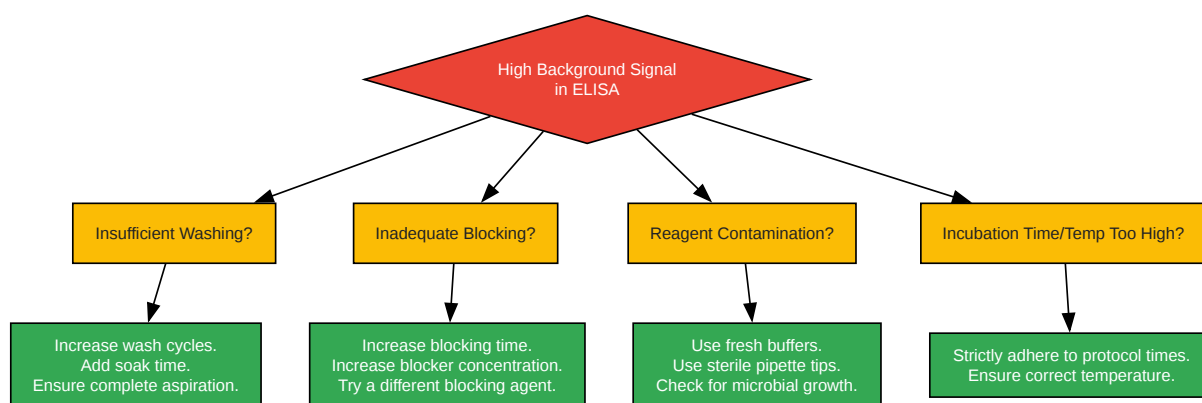 High Background Signal
in ELISA
Insufficient Washing?
Inadequate Blocking?
Reagent Contamination?
Incubation Time/Temp Too High?
Increase wash cycles.
Add soak time.
Ensure complete aspiration.
Increase blocking time.
Increase blocker concentration.
Try a different blocking agent.
Use fresh buffers.
Use sterile pipette tips.
Check for microbial growth.
Strictly adhere to protocol times.
Ensure correct temperature.